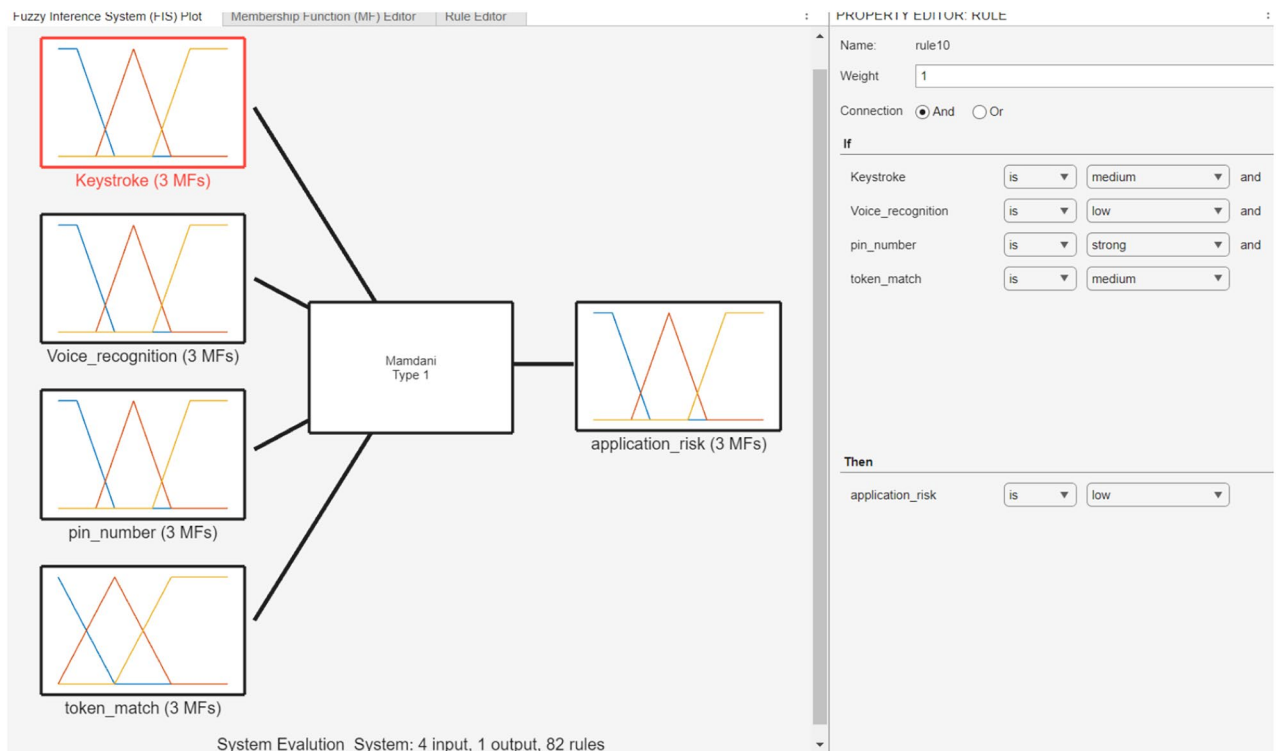 Fuzzy Inference System (FIS) Plot
Membership Function (MF) Editor
Rule Editor
Keystroke (3 MFs)
Voice_recognition (3 MFs)
pin_number (3 MFs)
token_match (3 MFs)
Mamdani
Type 1
application_risk (3 MFs)
System Evalution System: 4 input, 1 output, 82 rules
PROPERTY EDITOR: RULE
Name: rule10
Weight 1
Connection And Or
If
Keystroke is medium and
Voice_recognition is low and
pin_number is strong and
token_match is medium
Then
application_risk is low